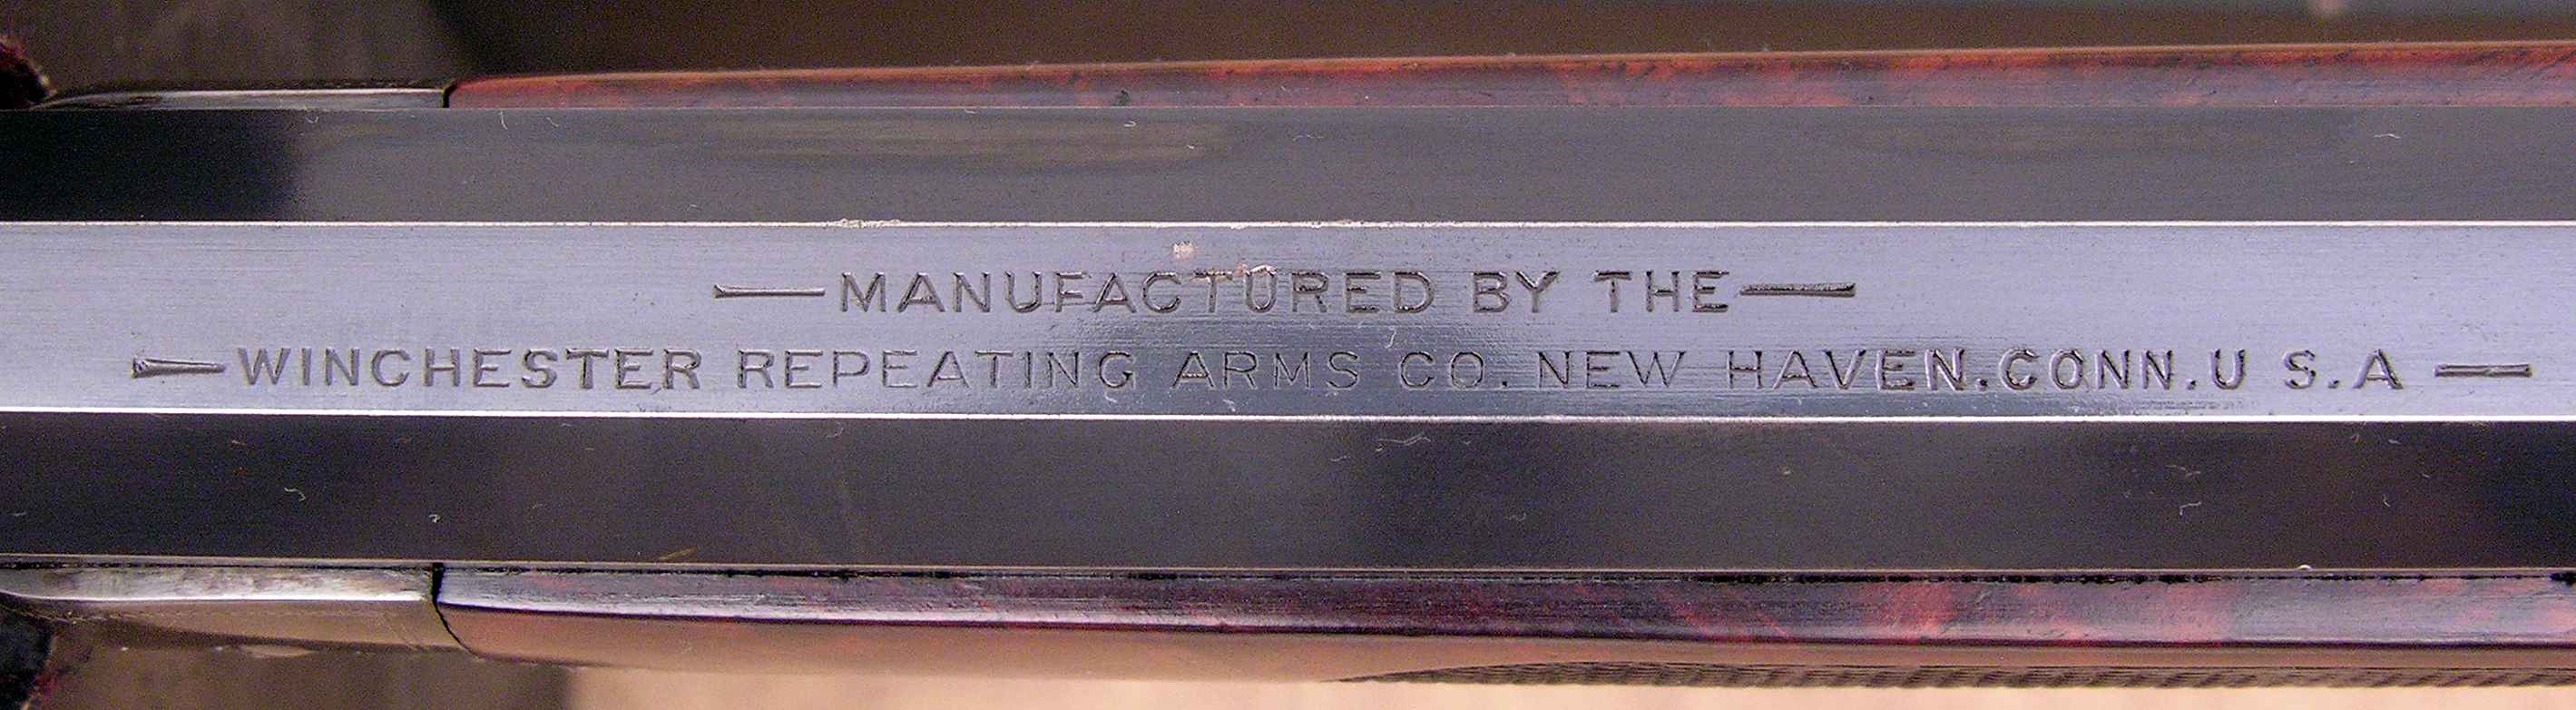 —MANUFACTURED BY THE—
—WINCHESTER REPEATING ARMS CO. NEW HAVEN.CONN.U S.A —